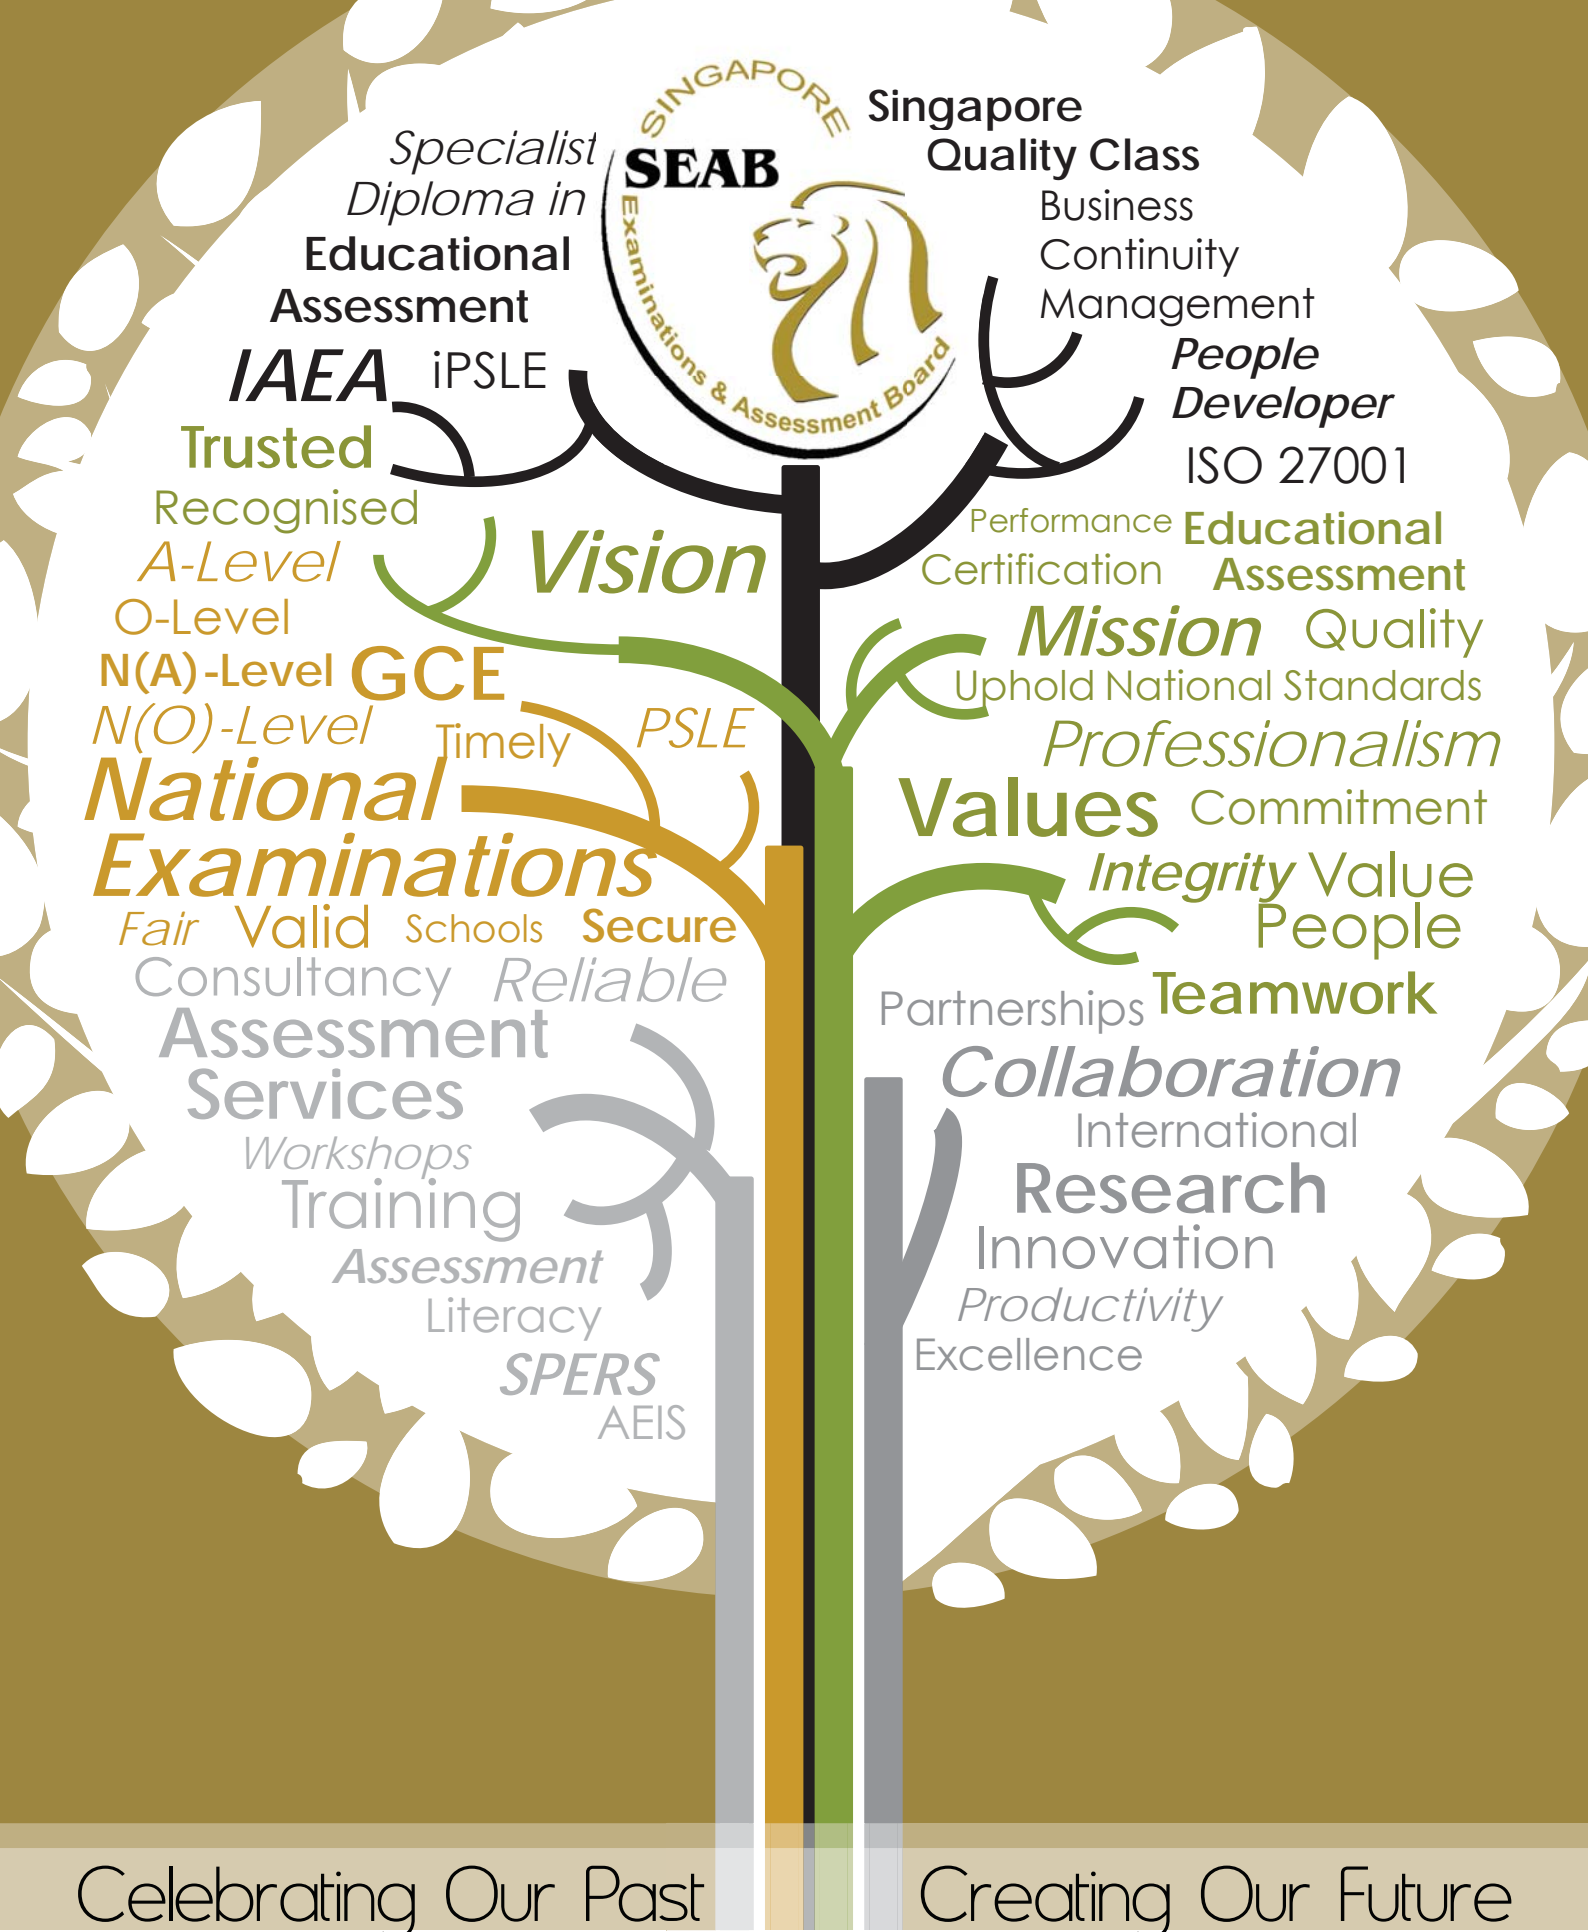 SINGAPORE
SEAB
Examinations & Assessment Board
Specialist
Diploma in
Educational
Assessment
IAEA iPSLE
Trusted
Recognised
Vision
A-Level
O-Level
N(A)-Level GCE
N(O)-Level Timely PSLE
National
Examinations
Fair Valid Schools Secure
Consultancy Reliable
Assessment
Services
Workshops
Training
Assessment
Literacy
SPERS
AEIS
Singapore
Quality Class
Business
Continuity
Management
People
Developer
ISO 27001
Performance Educational
Certification Assessment
Mission Quality
Uphold National Standards
Professionalism
Values Commitment
Integrity Value
People
Partnerships Teamwork
Collaboration
International
Research
Innovation
Productivity
Excellence
Celebrating Our Past Creating Our Future